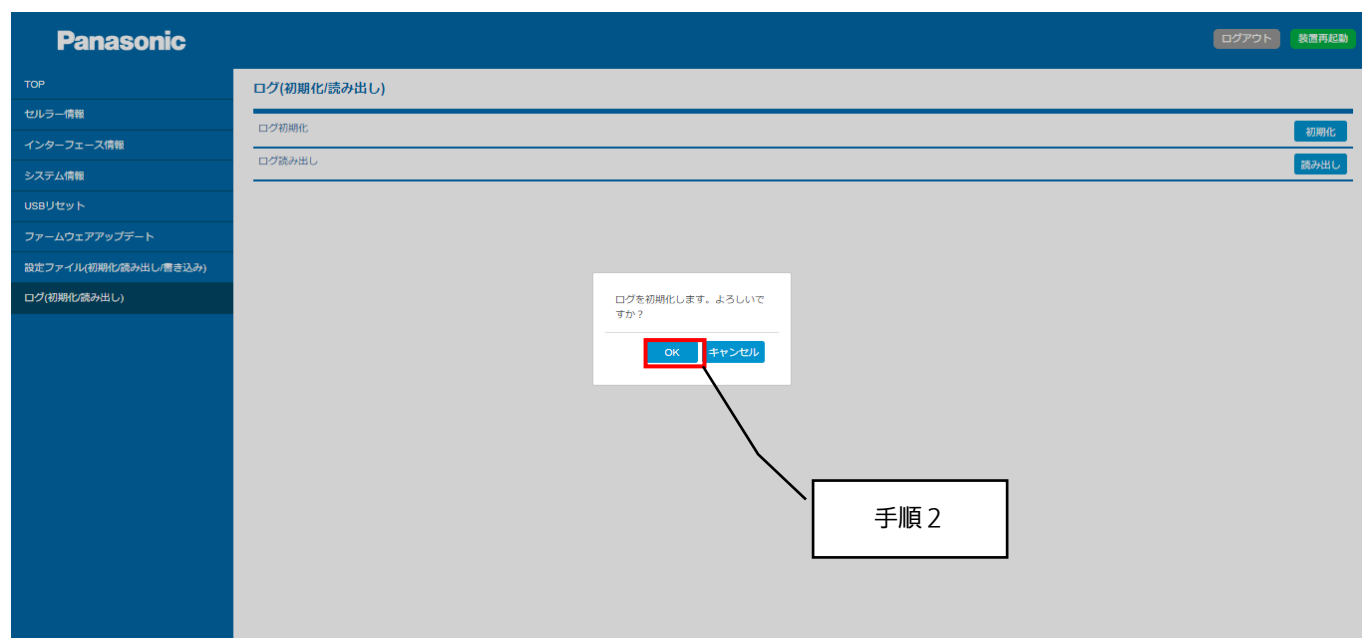 Panasonic
ログアウト
装置再起動
TOP
セルラー情報
インターフェース情報
システム情報
USBリセット
ファームウェアアップデート
設定ファイル(初期化/読み出し/書き込み)
ログ(初期化/読み出し)
ログ(初期化/読み出し)
ログ初期化
初期化
ログ読み出し
読み出し
ログを初期化します。よろしいで
すか？
OK
キャンセル
手順２